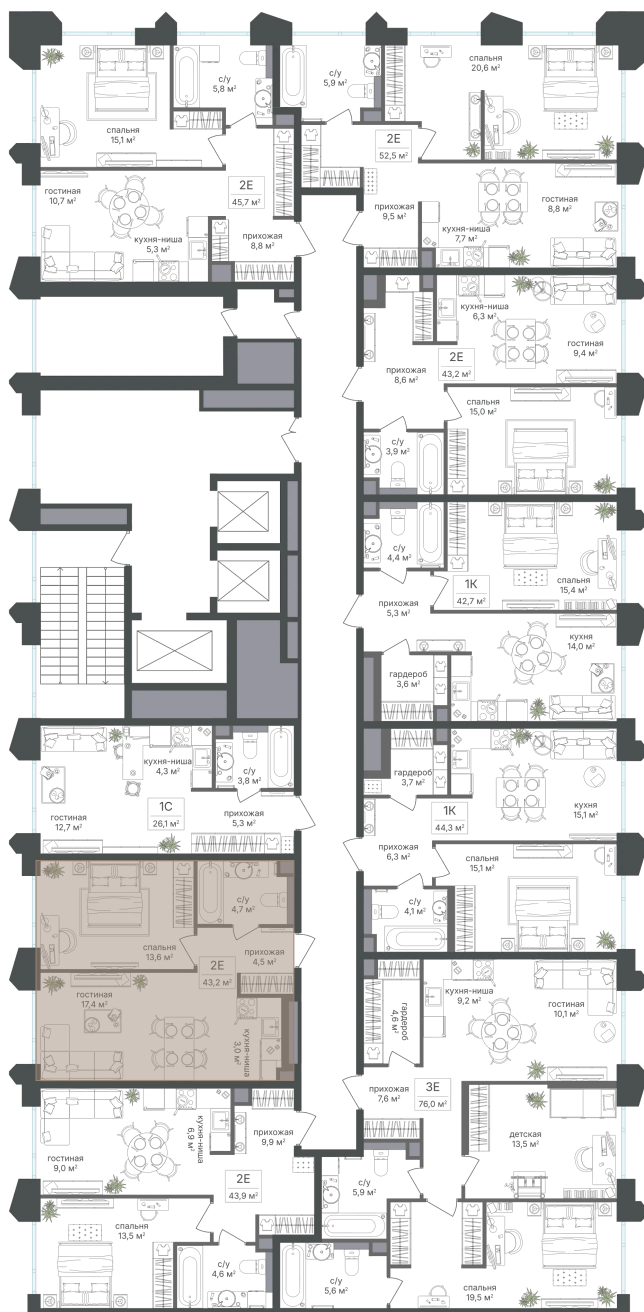 с/у
5,8 м²
с/у
5,9 м²
спальня
20,6 м²
спальня
15,1 м²
2Е
52,5 м²
гостиная
10,7 м²
2Е
45,7 м²
кухня-ниша
5,3 м²
прихожая
8,8 м²
прихожая
9,5 м²
кухня-ниша
7,7 м²
гостиная
8,8 м²
кухня-ниша
6,3 м²
гостиная
9,4 м²
2Е
43,2 м²
прихожая
8,6 м²
спальня
15,0 м²
с/у
3,9 м²
с/у
4,4 м²
1К
42,7 м²
спальня
15,4 м²
прихожая
5,3 м²
кухня
14,0 м²
гардероб
3,6 м²
кухня-ниша
4,3 м²
с/у
3,8 м²
гостиная
12,7 м²
1С
26,1 м²
прихожая
5,3 м²
гардероб
3,7 м²
кухня
15,1 м²
1К
44,3 м²
прихожая
6,3 м²
спальня
15,1 м²
с/у
4,1 м²
с/у
4,7 м²
спальня
13,6 м²
2Е
43,2 м²
прихожая
4,5 м²
гостиная
17,4 м²
кухня-ниша
3,0 м²
гардероб
4,6 м²
кухня-ниша
9,2 м²
гостиная
10,1 м²
прихожая
7,6 м²
3Е
76,0 м²
детская
13,5 м²
с/у
5,9 м²
кухня-ниша
6,9 м²
прихожая
9,9 м²
гостиная
9,0 м²
2Е
43,9 м²
спальня
13,5 м²
с/у
4,6 м²
с/у
5,6 м²
спальня
19,5 м²